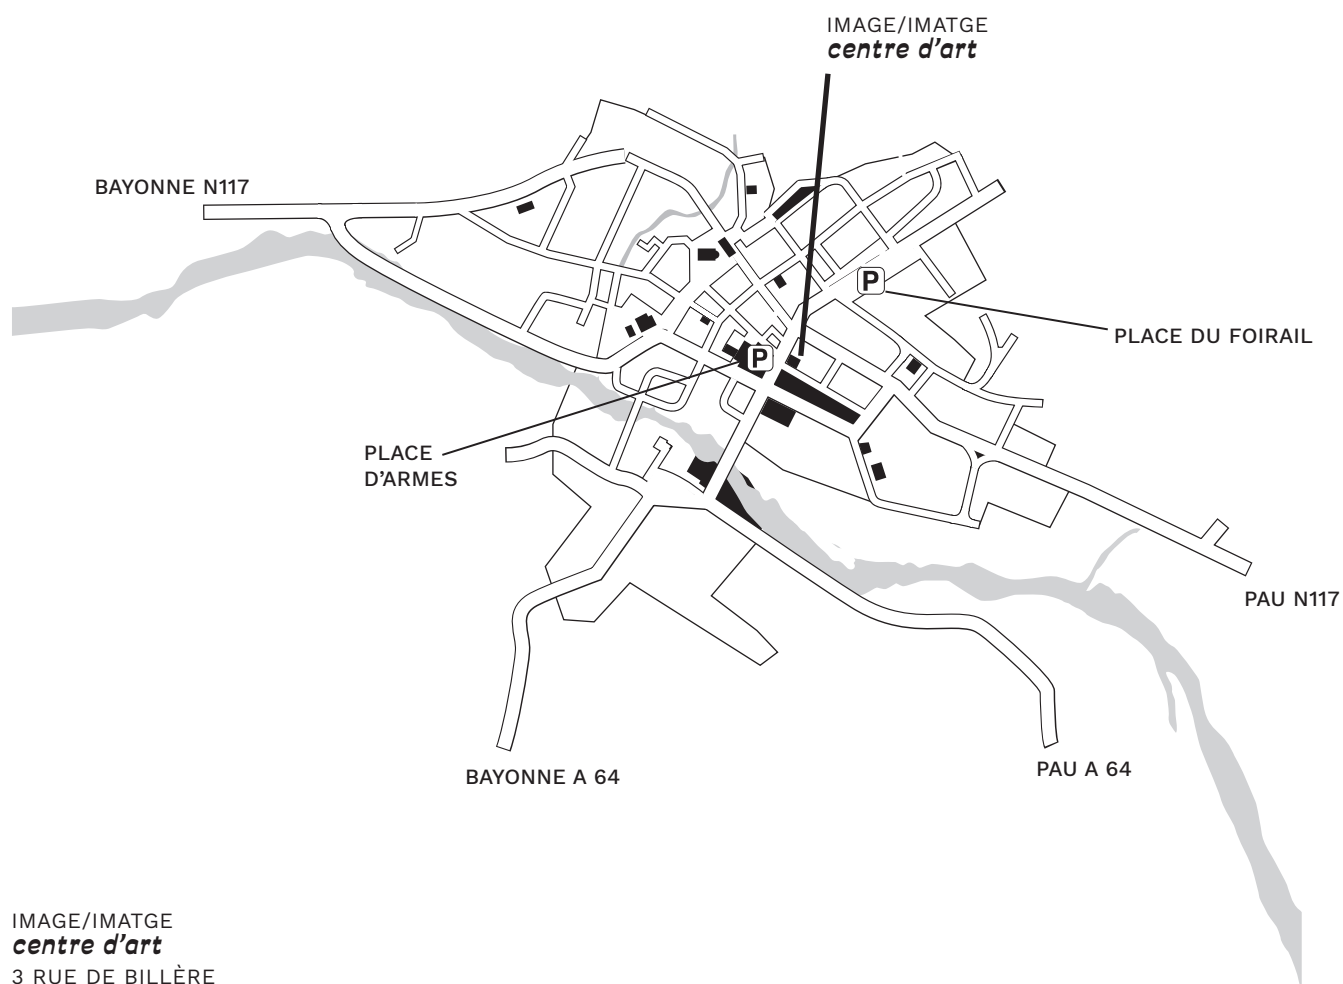 IMAGE/IMATGE
centre d'art
BAYONNE N117
P
PLACE DU FOIRAIL
P
PLACE
D'ARMES
PAU N117
BAYONNE A 64
PAU A 64
IMAGE/IMATGE
centre d'art
3 RUE DE BILLÈRE